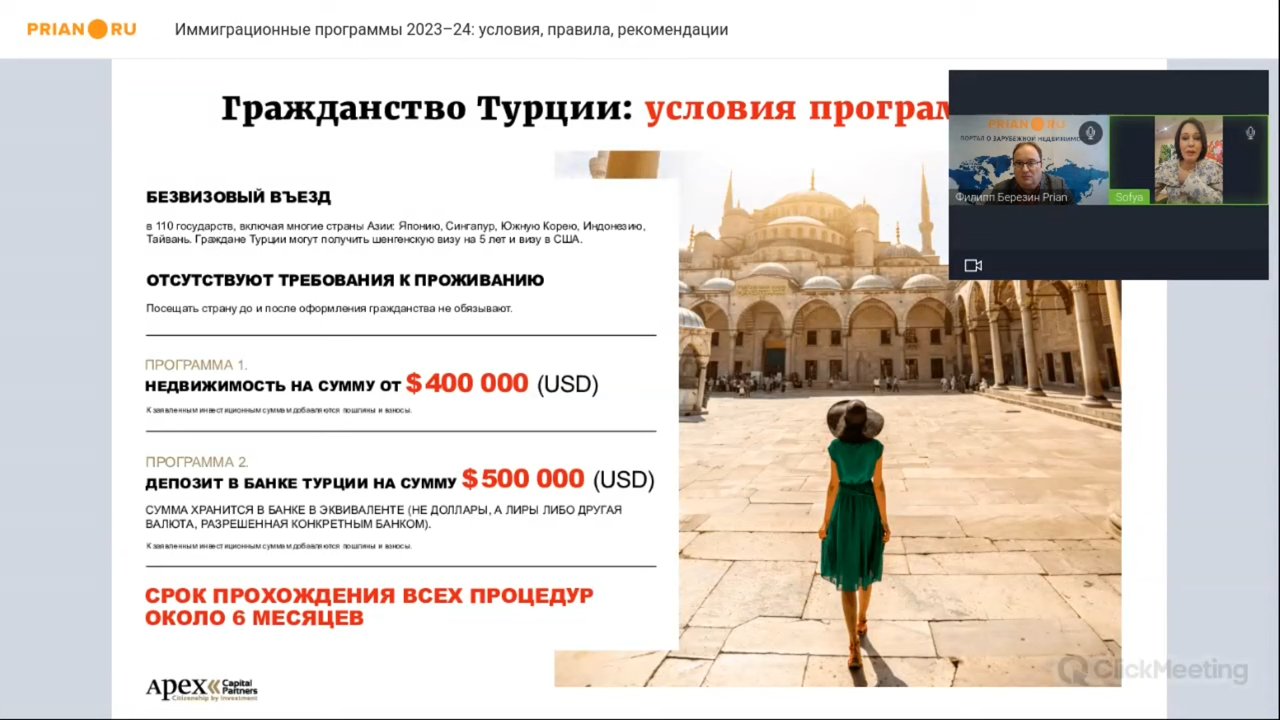 PRIAN RU
Иммиграционные программы 2023–24: условия, правила, рекомендации
Гражданство Турции: условия програм
PRIAN RU
ПОРТАЛ О ЗАРУБЕЖНОЙ НЕДВИЖИМО
Филипп Березин Prian
Sofya
БЕЗВИЗОВЫЙ ВЪЕЗД
в 110 государств, включая многие страны Азии: Японию, Сингапур, Южную Корею, Индонезию,
Тайвань. Граждане Турции могут получить шенгенскую визу на 5 лет и визу в США.
ОТСУТСТВУЮТ ТРЕБОВАНИЯ К ПРОЖИВАНИЮ
Посещать страну до и после оформления гражданства не обязывают.
ПРОГРАММА 1.
НЕДВИЖИМОСТЬ НА СУММУ ОТ $ 400 000 (USD)
К заявленным инвестиционным суммам добавляются пошлины и взносы.
ПРОГРАММА 2.
ДЕПОЗИТ В БАНКЕ ТУРЦИИ НА СУММУ $ 500 000 (USD)
СУММА ХРАНИТСЯ В БАНКЕ В ЭКВИВАЛЕНТЕ (НЕ ДОЛЛАРЫ, А ЛИРЫ ЛИБО ДРУГАЯ
ВАЛЮТА, РАЗРЕШЕННАЯ КОНКРЕТНЫМ БАНКОМ).
К заявленным инвестиционным суммам добавляются пошлины и взносы.
СРОК ПРОХОЖДЕНИЯ ВСЕХ ПРОЦЕДУР
ОКОЛО 6 МЕСЯЦЕВ
Apex Capital Partners
Citizenship by Investment
ClickMeeting